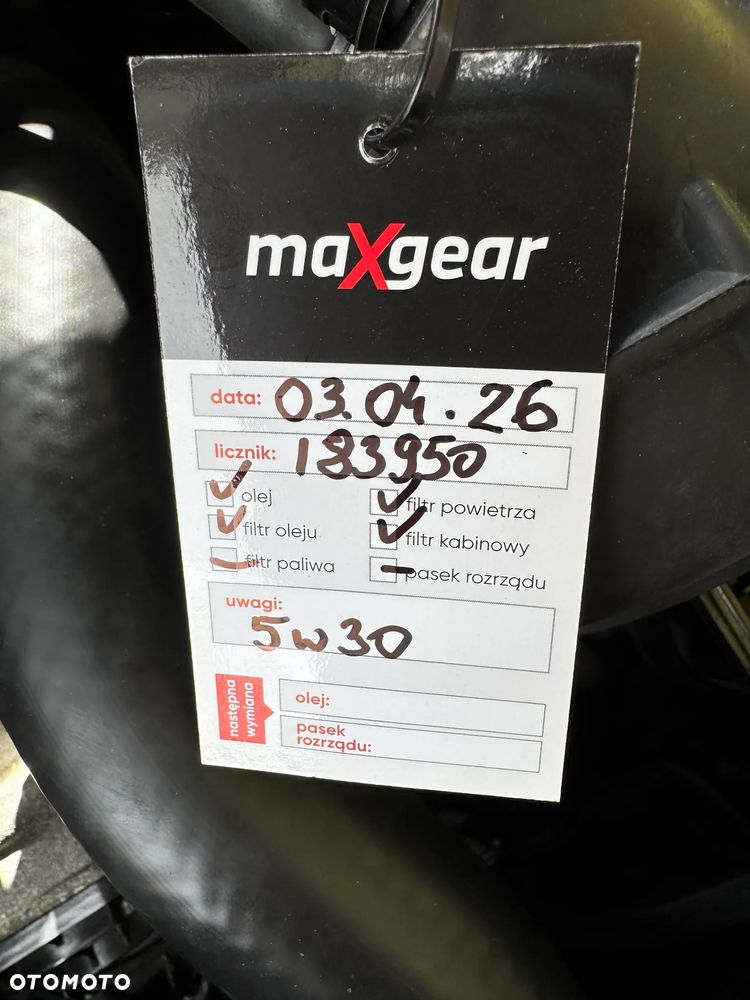 maXgear
data: 03.04.26
licznik: 183950
olej
filtr powietrza
filtr oleju
filtr kabinowy
filtr paliwa
pasek rozrządu
uwagi:
5w30
następna
wymiana
olej:
pasek
rozrządu:
OTOMOTO